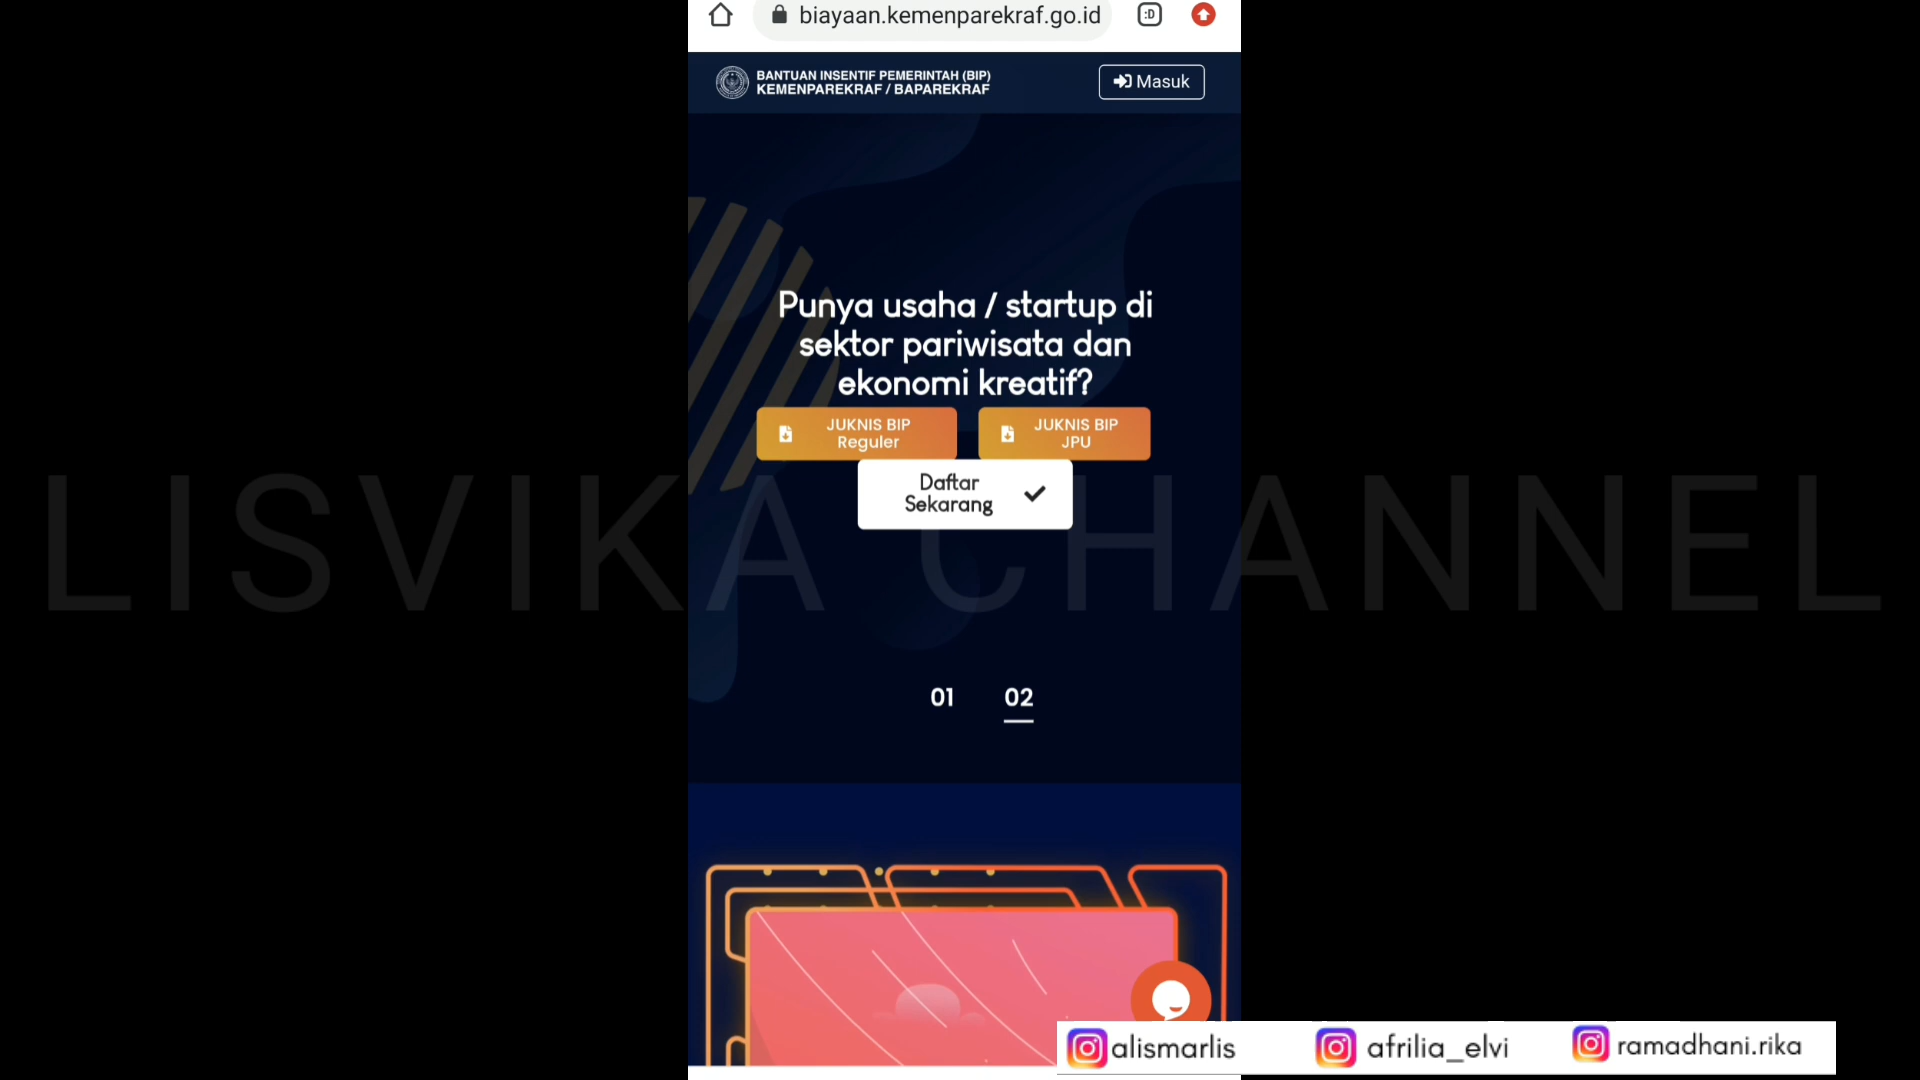 biayaan.kemenparekraf.go.id
:D
BANTUAN INSENTIF PEMERINTAH (BIP)
KEMENPAREKRAF / BAPAREKRAF
Masuk
Punya usaha / startup di
sektor pariwisata dan
ekonomi kreatif?
JUKNIS BIP
Reguler
JUKNIS BIP
JPU
Daftar
Sekarang
LISVIKA CHANNEL
01
02
alismarlis
afrilia_elvi
ramadhani.rika